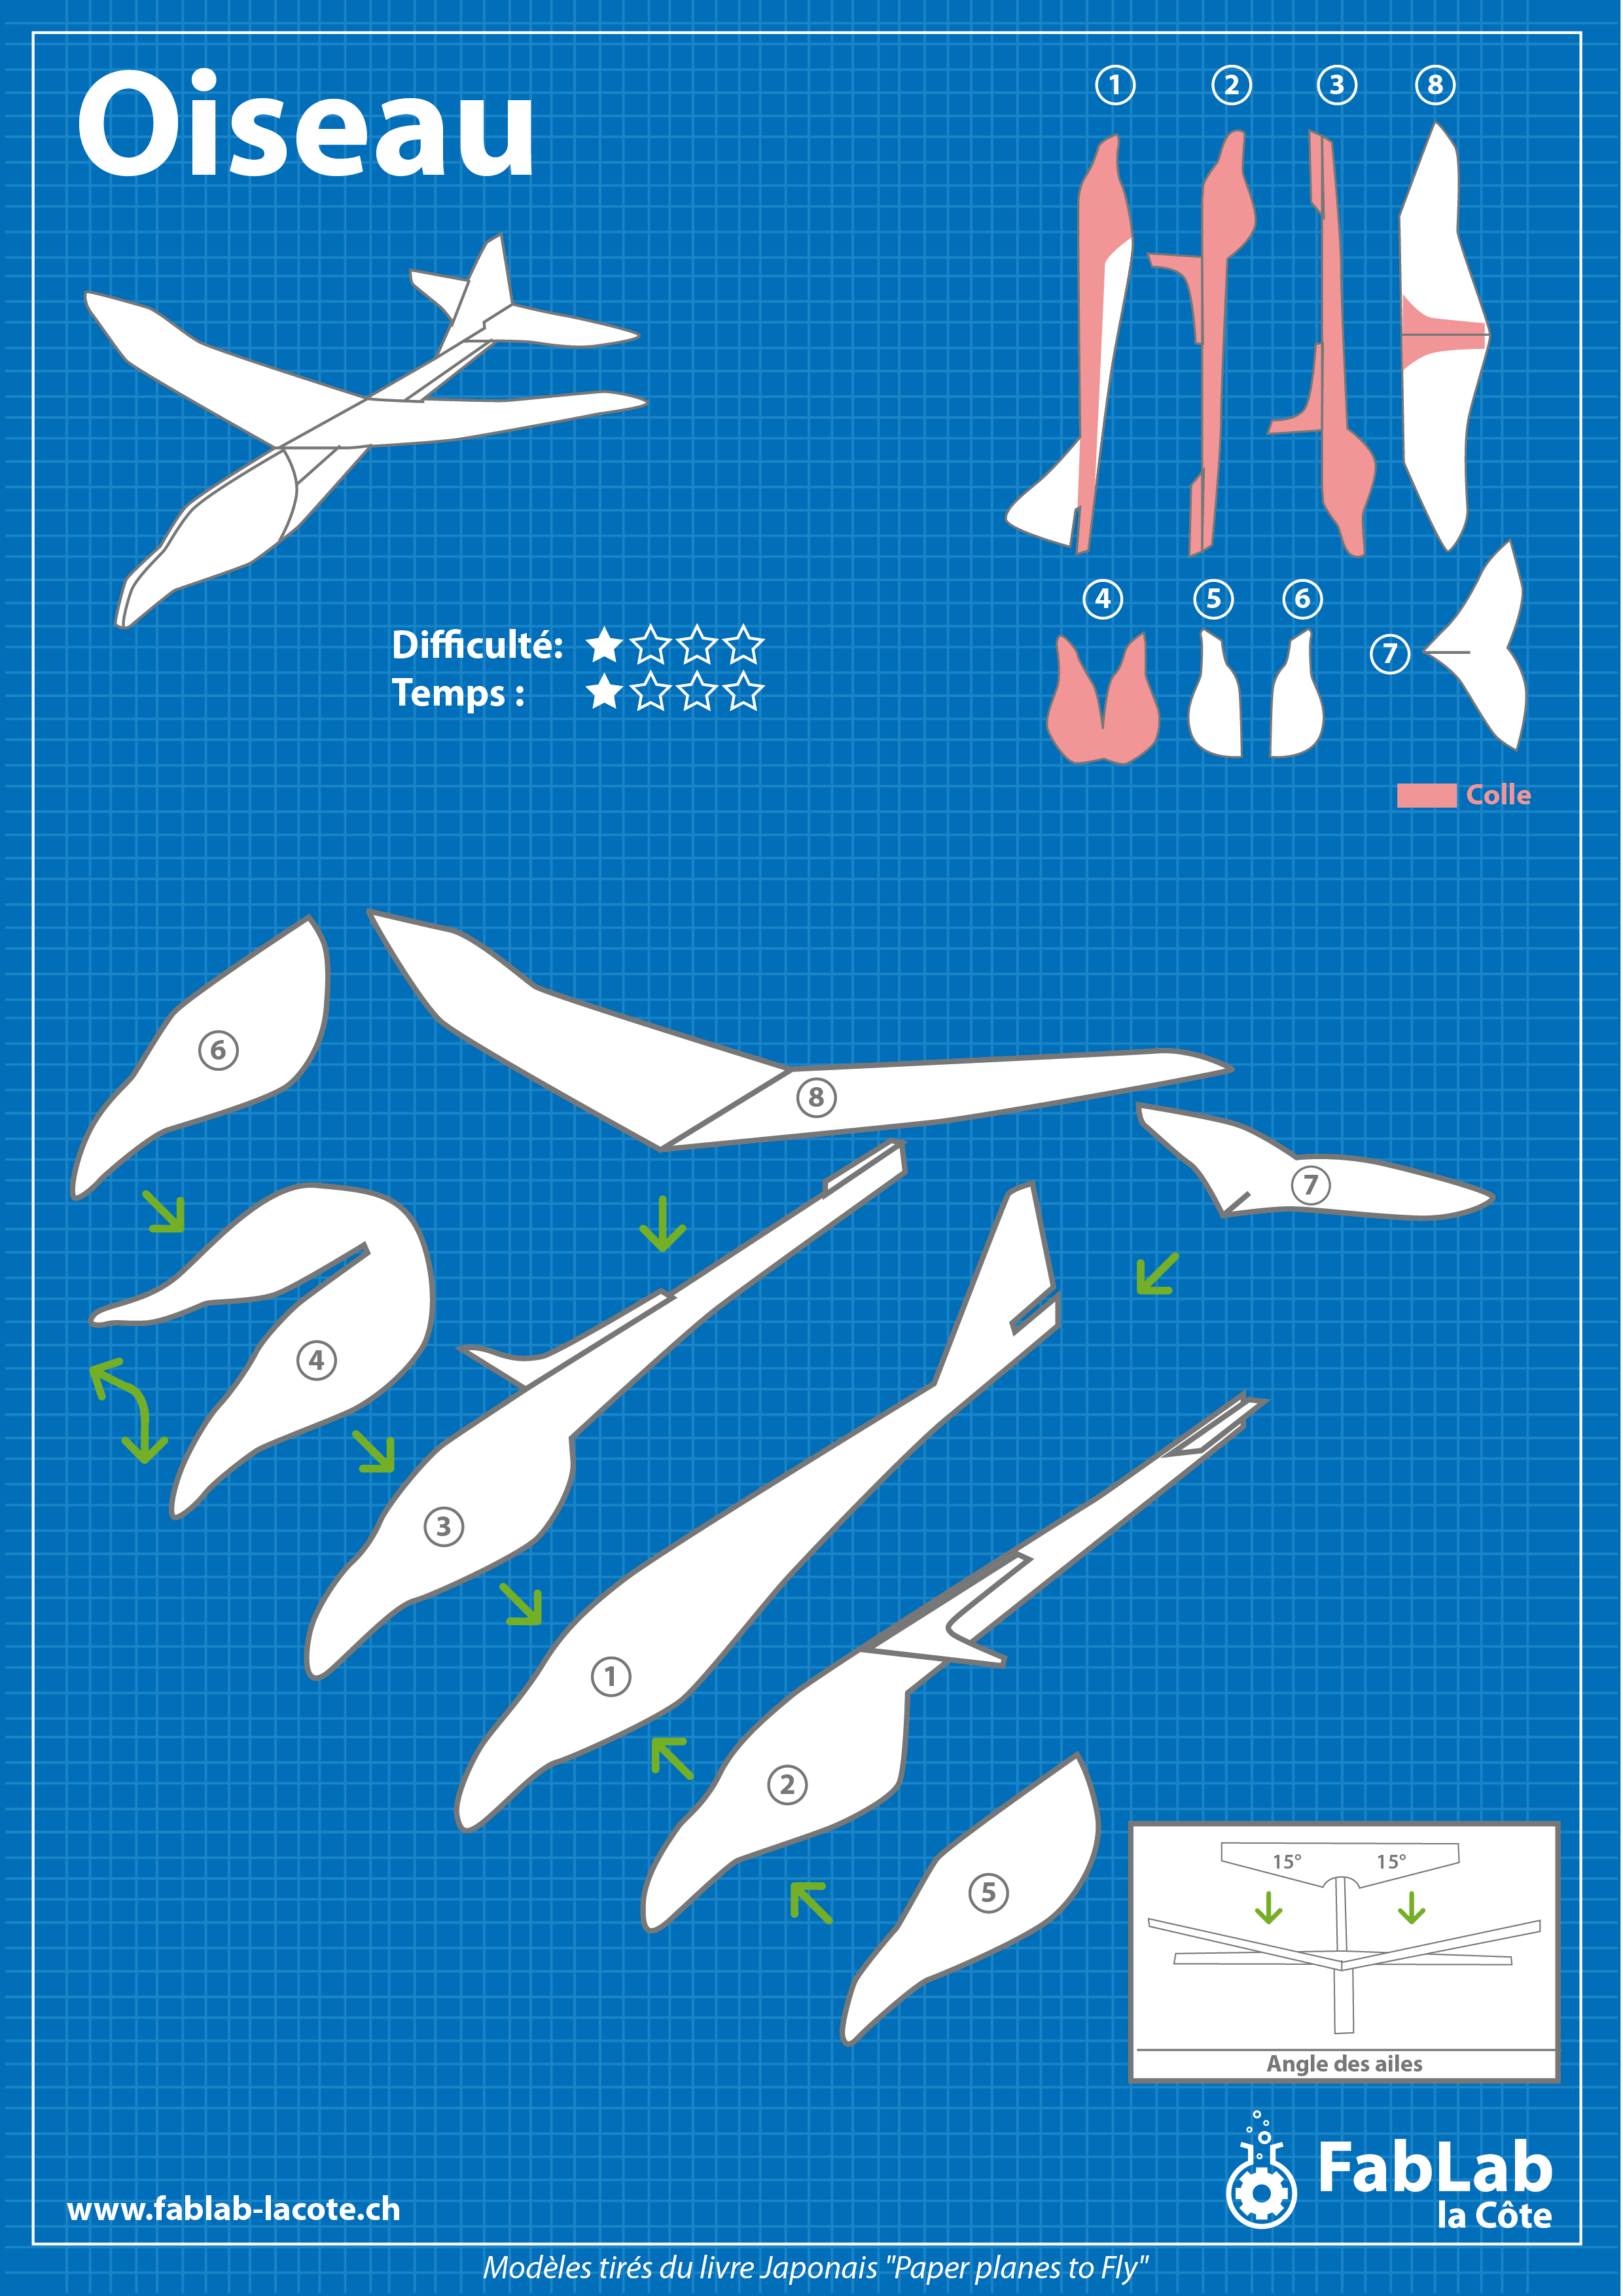 Oiseau
1 2 3 8
Difficulté:
Temps :
4 5 6
7
Colle
6
8
7
4
3
1
2
5
15° 15°
Angle des ailes
FabLab
la Côte
www.fablab-lacote.ch
Modèles tirés du livre Japonais "Paper planes to Fly"